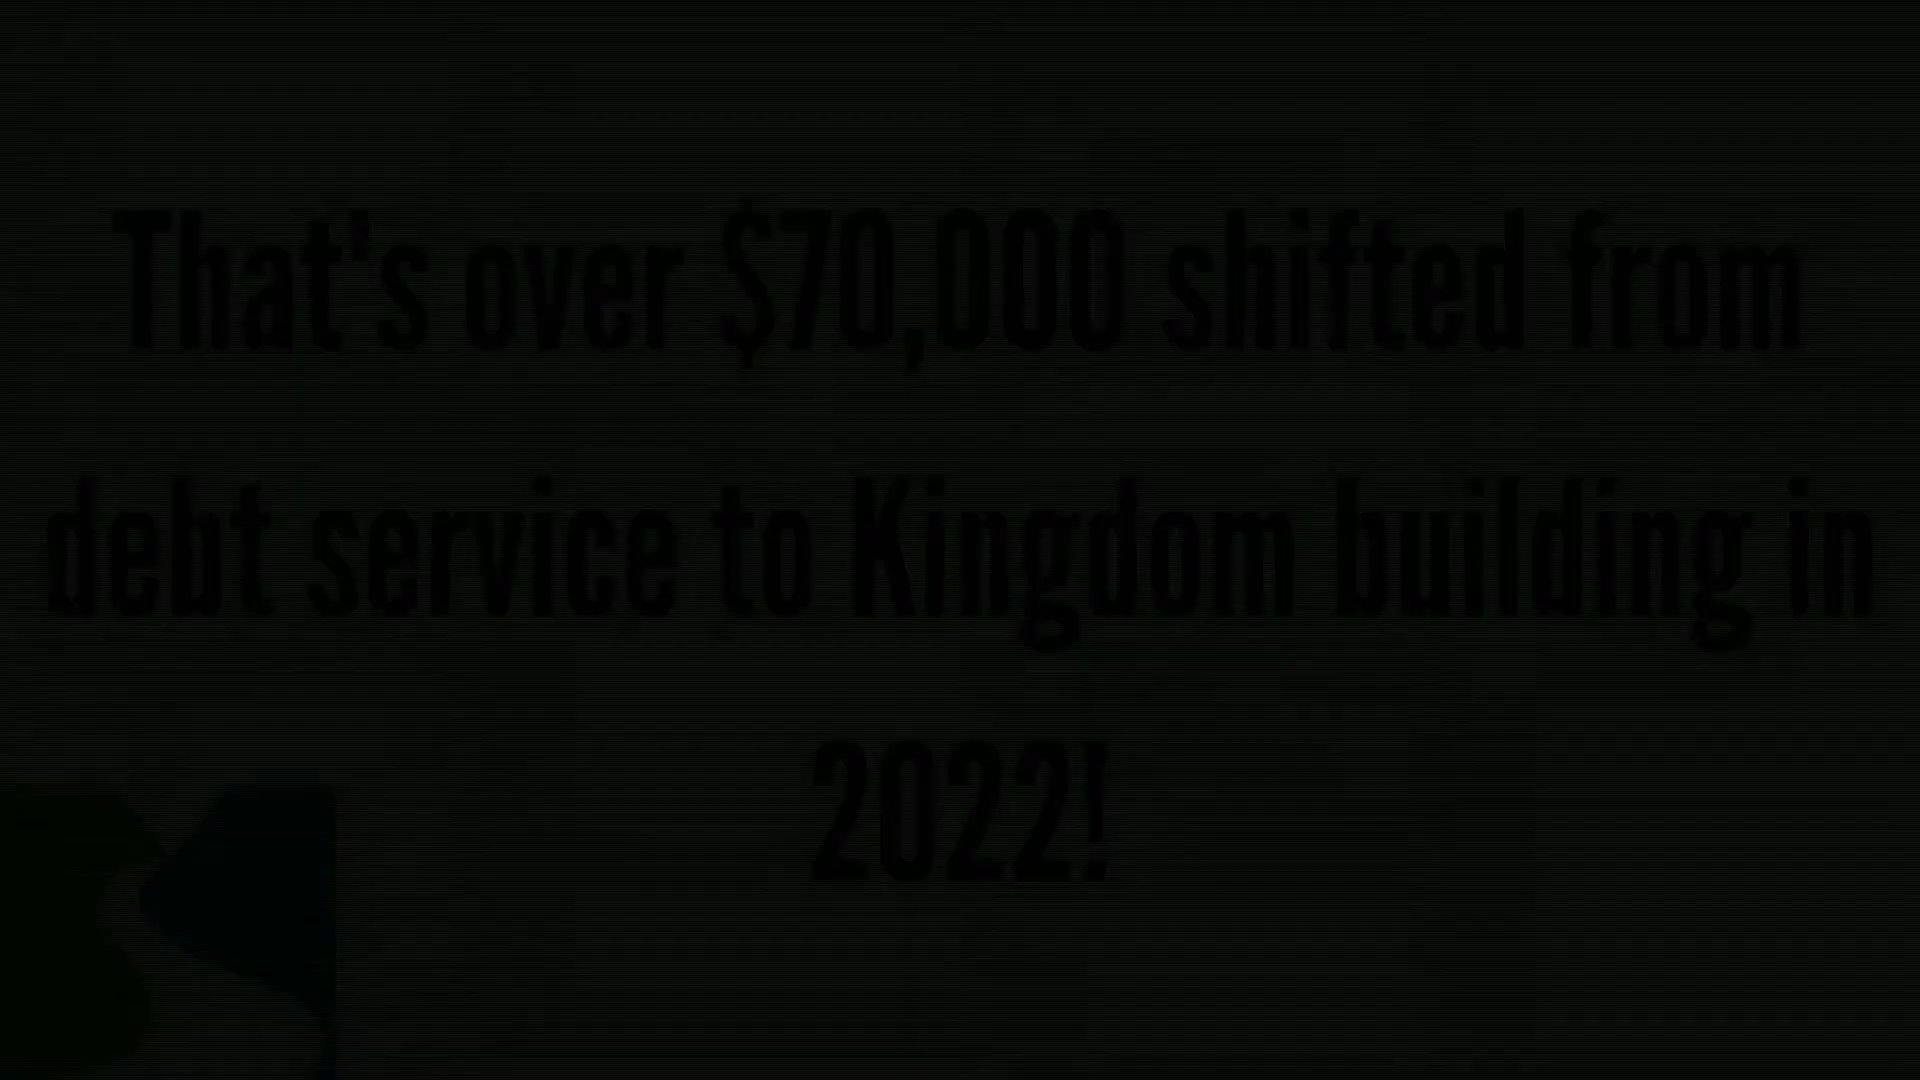 That's over $70,000 shifted from
debt service to Kingdom building in
2022!